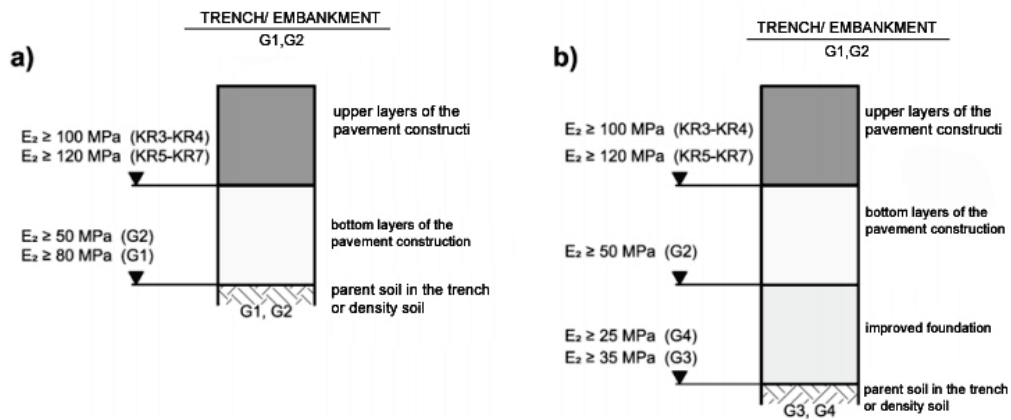 TRENCH/ EMBANKMENT
G1,G2
a)
upper layers of the
pavement constructi
E₂ ≥ 100 MPa (KR3-KR4)
E₂ ≥ 120 MPa (KR5-KR7)
bottom layers of the
pavement construction
E₂ ≥ 50 MPa (G2)
E₂ ≥ 80 MPa (G1)
parent soil in the trench
or density soil
G1, G2
TRENCH/ EMBANKMENT
G1,G2
b)
upper layers of the
pavement constructi
E₂ ≥ 100 MPa (KR3-KR4)
E₂ ≥ 120 MPa (KR5-KR7)
bottom layers of the
pavement construction
E₂ ≥ 50 MPa (G2)
improved foundation
E₂ ≥ 25 MPa (G4)
E₂ ≥ 35 MPa (G3)
parent soil in the trench
or density soil
G3, G4